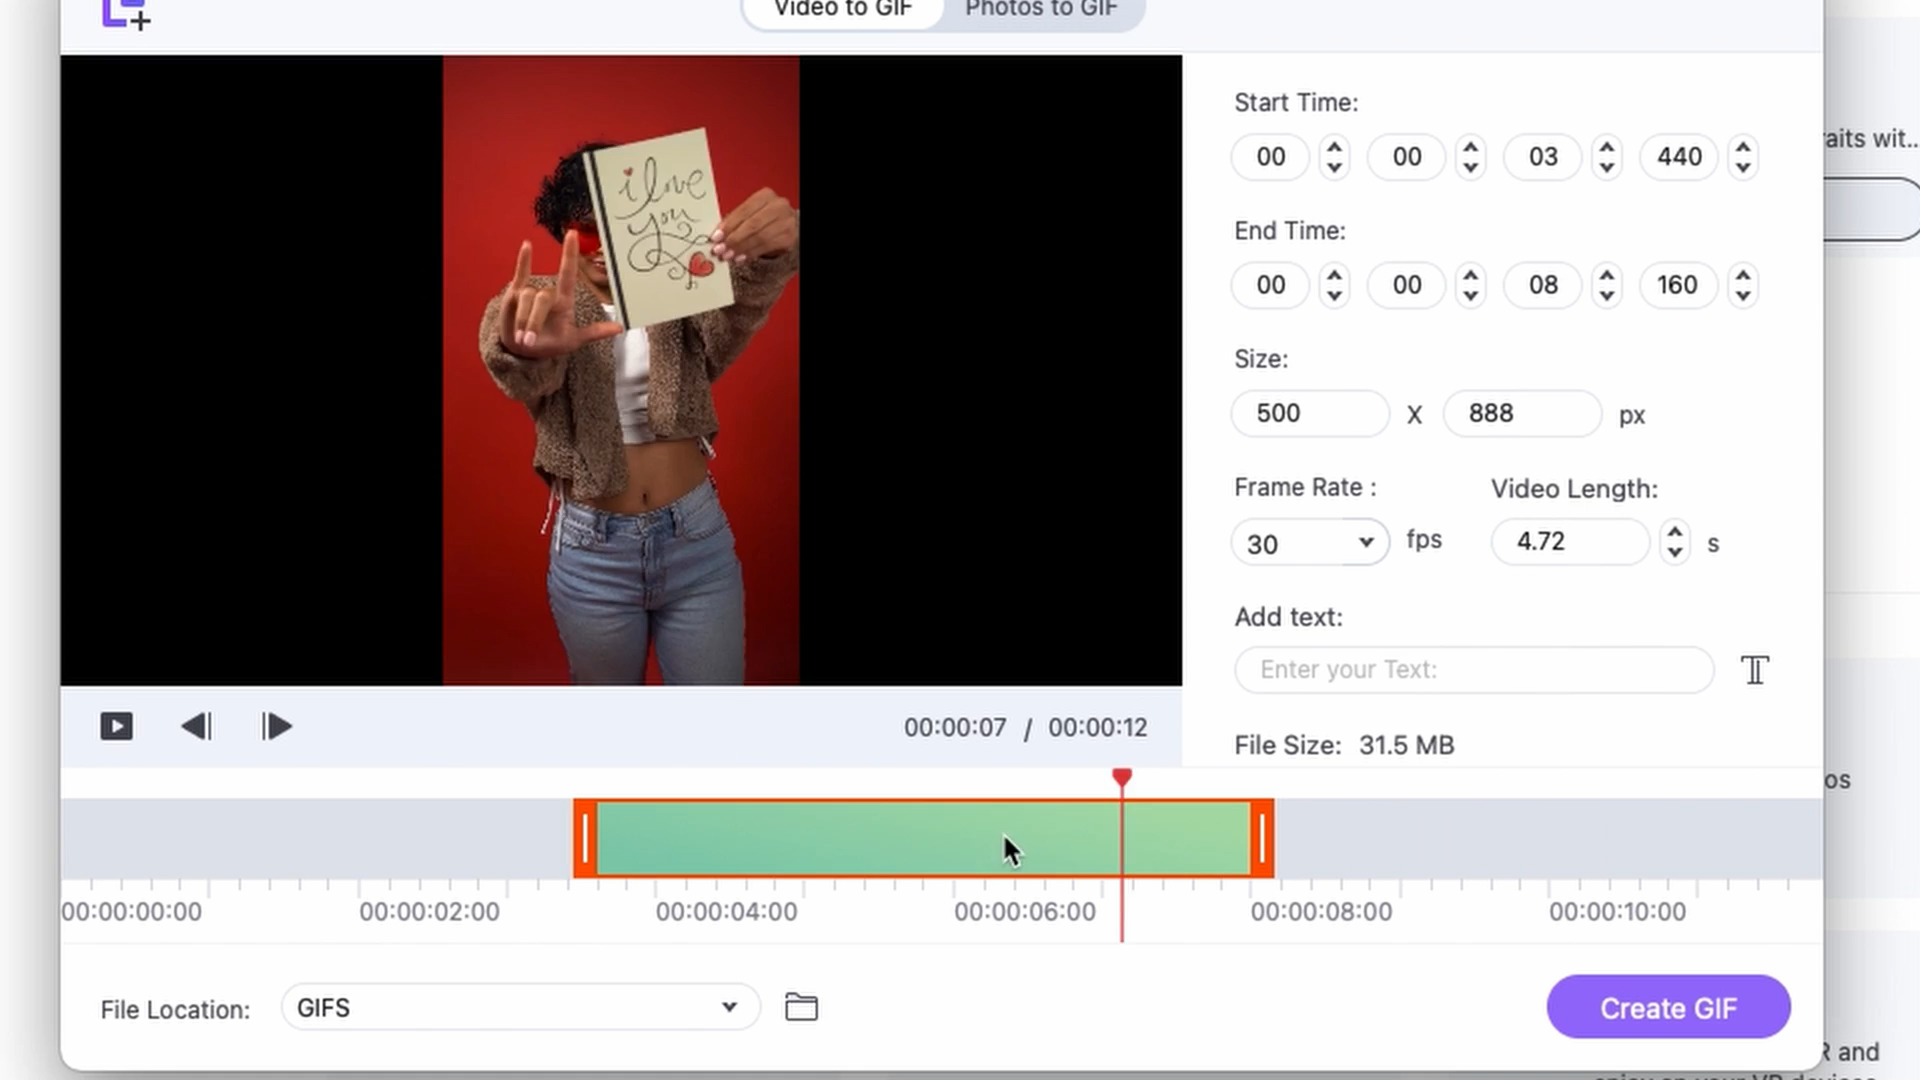 Video to GIF Photos to GIF
i love
you
Start Time:
00 00 03 440
End Time:
00 00 08 160
Size:
500 X 888 px
Frame Rate : Video Length:
30 fps 4.72 s
Add text:
Enter your Text:
File Size: 31.5 MB
00:00:07 / 00:00:12
00:00:00:00 00:00:02:00 00:00:04:00 00:00:06:00 00:00:08:00 00:00:10:00
File Location: GIFS
Create GIF
raits wit...
os
R and